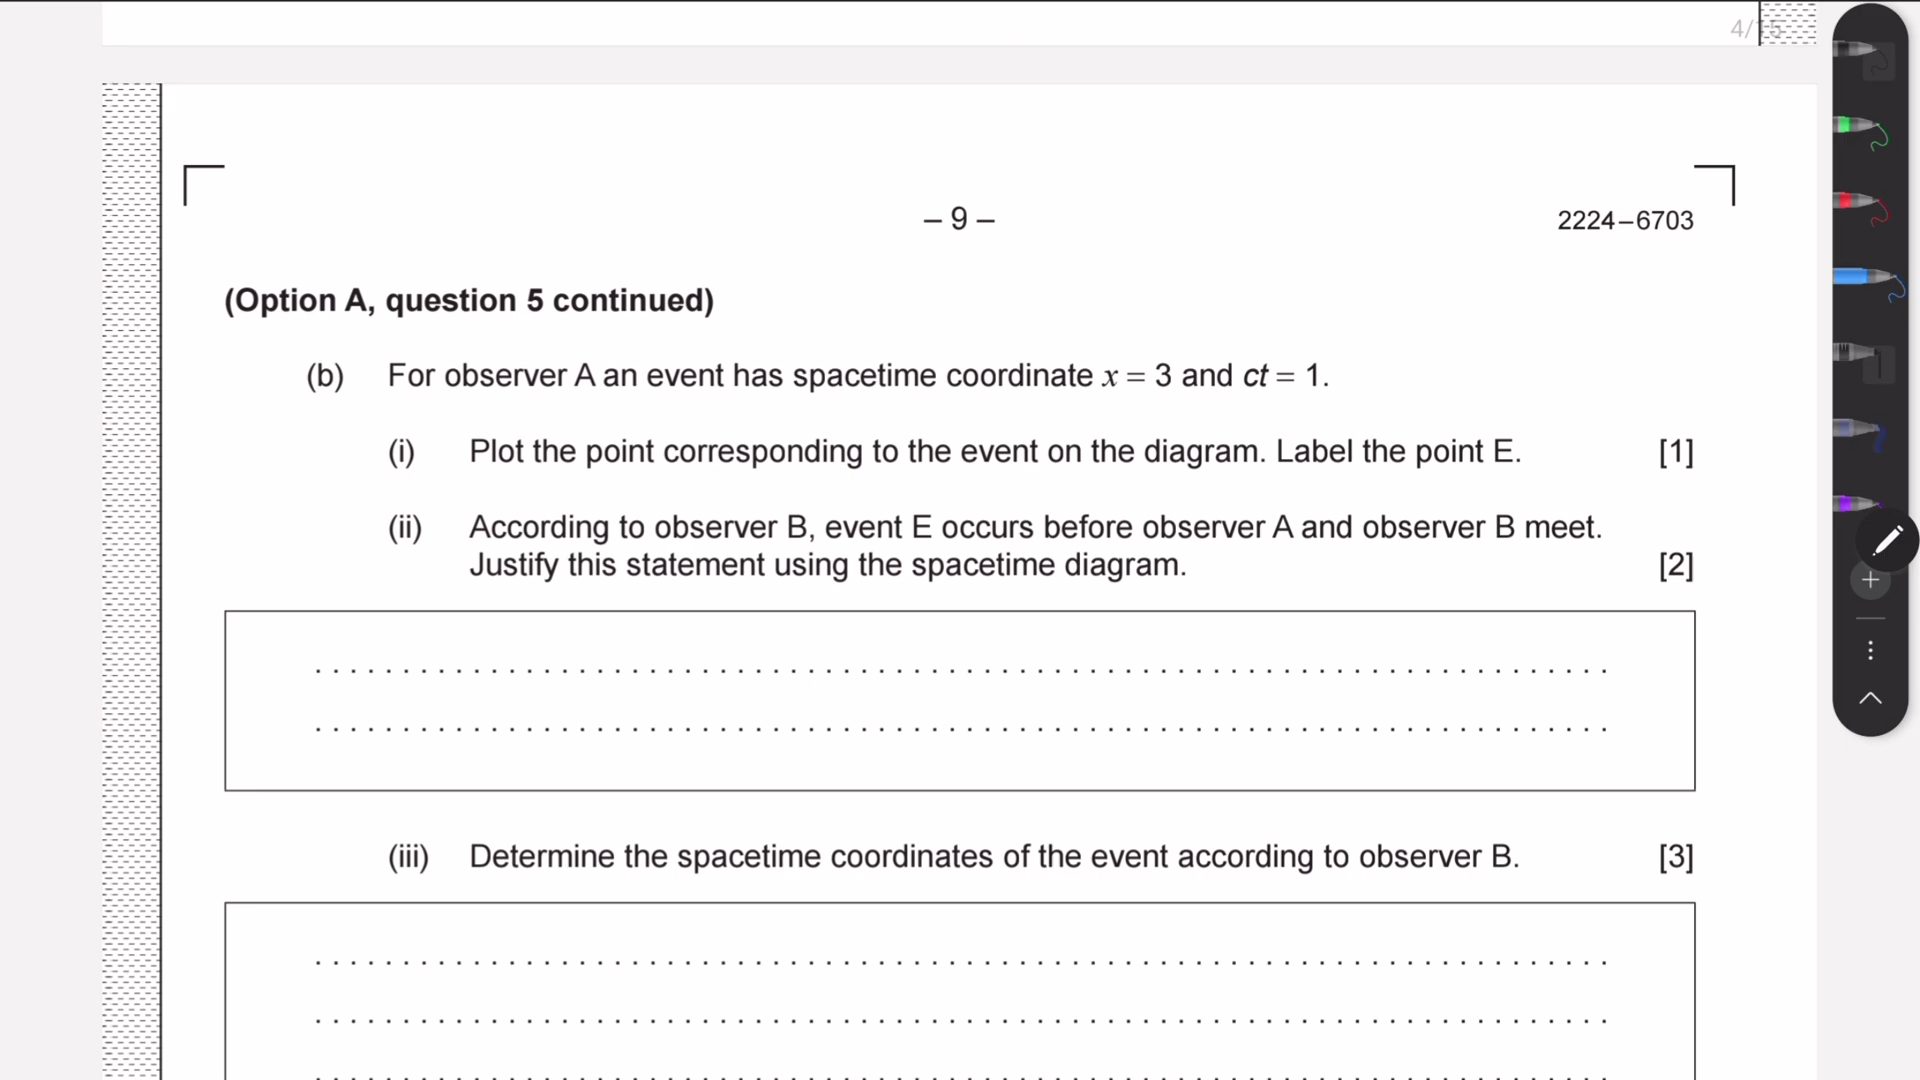 4/15
– 9 –
2224–6703
(Option A, question 5 continued)
(b) For observer A an event has spacetime coordinate x = 3 and ct = 1.
(i) Plot the point corresponding to the event on the diagram. Label the point E. [1]
(ii) According to observer B, event E occurs before observer A and observer B meet.
Justify this statement using the spacetime diagram. [2]
(iii) Determine the spacetime coordinates of the event according to observer B. [3]